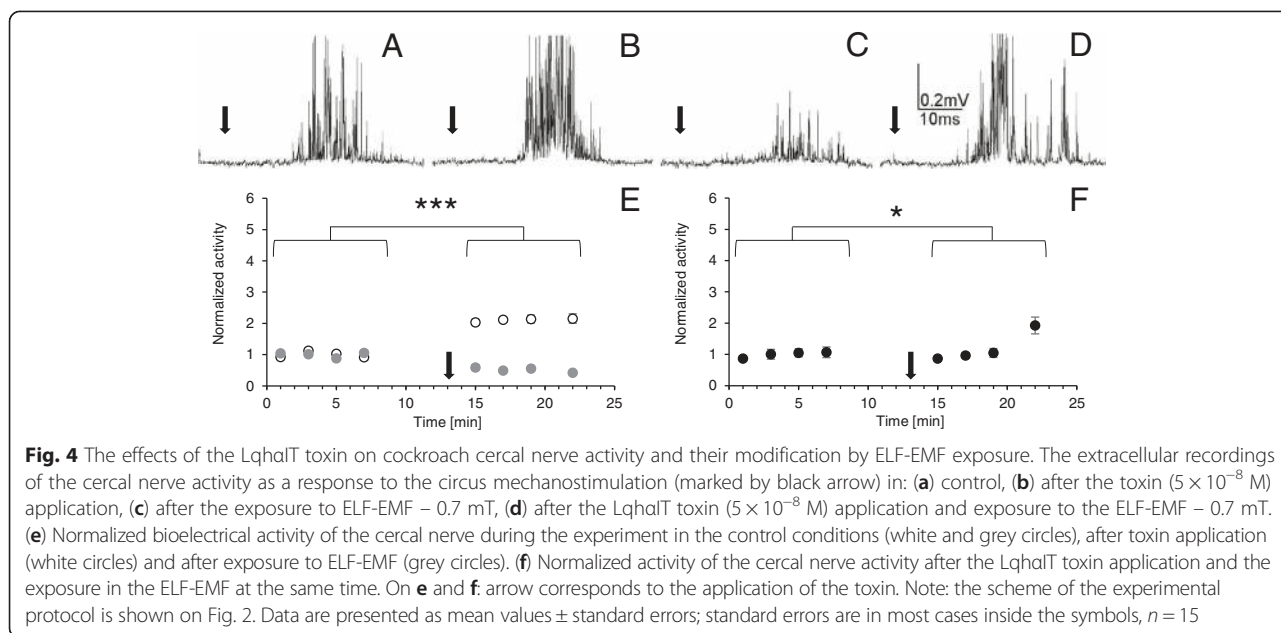 A B C D
0.2mV
10ms
E F
*** *
6 6
5 5
4 4
3 3
2 2
1 1
0 0
Normalized activity Normalized activity
0 5 10 15 20 25 0 5 10 15 20 25
Time [min] Time [min]
Fig. 4 The effects of the LqhαIT toxin on cockroach cercal nerve activity and their modification by ELF-EMF exposure. The extracellular recordings
of the cercal nerve activity as a response to the circus mechanostimulation (marked by black arrow) in: (a) control, (b) after the toxin (5 × 10⁻⁸ M)
application, (c) after the exposure to ELF-EMF – 0.7 mT, (d) after the LqhαIT toxin (5 × 10⁻⁸ M) application and exposure to the ELF-EMF – 0.7 mT.
(e) Normalized bioelectrical activity of the cercal nerve during the experiment in the control conditions (white and grey circles), after toxin application
(white circles) and after exposure to ELF-EMF (grey circles). (f) Normalized activity of the cercal nerve activity after the LqhαIT toxin application and the
exposure in the ELF-EMF at the same time. On e and f: arrow corresponds to the application of the toxin. Note: the scheme of the experimental
protocol is shown on Fig. 2. Data are presented as mean values ± standard errors; standard errors are in most cases inside the symbols, n = 15